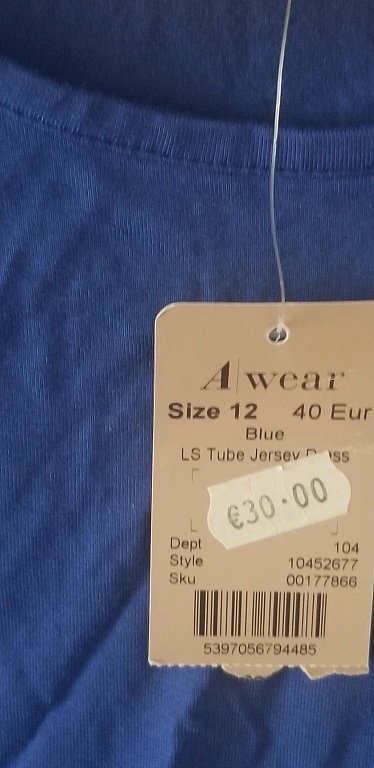 A|wear
Size 12 40 Eur
Blue
LS Tube Jersey
€30.00
Dept 104
Style 10452677
Sku 00177866
5397056794485